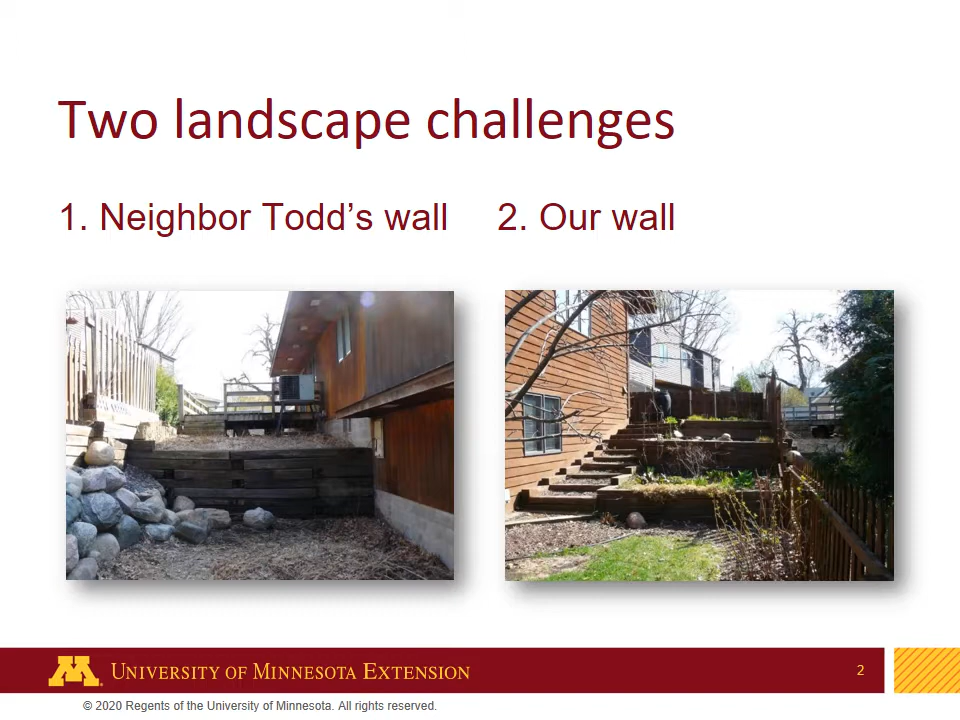 Two landscape challenges
1. Neighbor Todd’s wall
2. Our wall
M
UNIVERSITY OF MINNESOTA EXTENSION
2
© 2020 Regents of the University of Minnesota. All rights reserved.